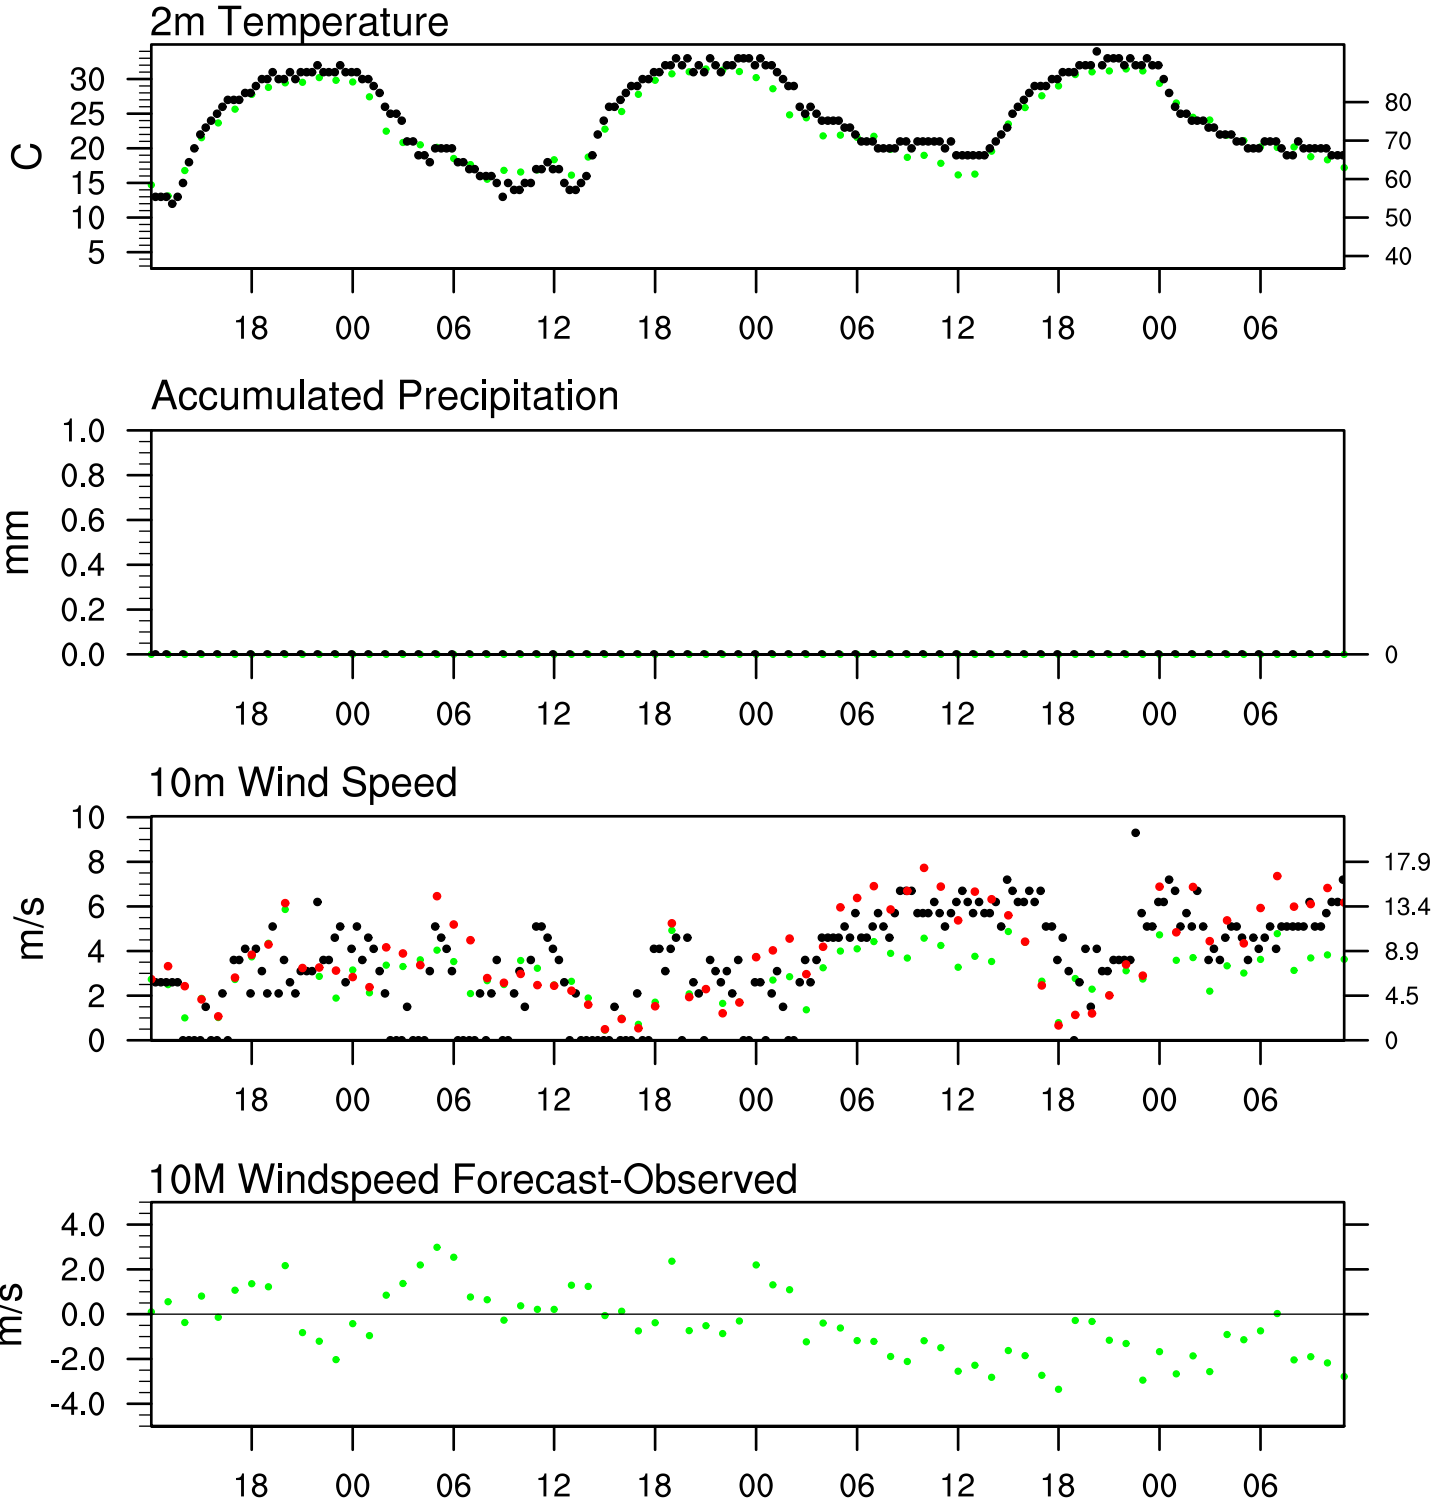 2m Temperature
30
25
20
15
10
5
C
80
70
60
50
40
18 00 06 12 18 00 06 12 18 00 06
Accumulated Precipitation
1.0
0.8
0.6
0.4
0.2
0.0
mm
0
18 00 06 12 18 00 06 12 18 00 06
10m Wind Speed
10
8
6
4
2
0
m/s
17.9
13.4
8.9
4.5
0
18 00 06 12 18 00 06 12 18 00 06
10M Windspeed Forecast-Observed
4.0
2.0
0.0
-2.0
-4.0
m/s
18 00 06 12 18 00 06 12 18 00 06